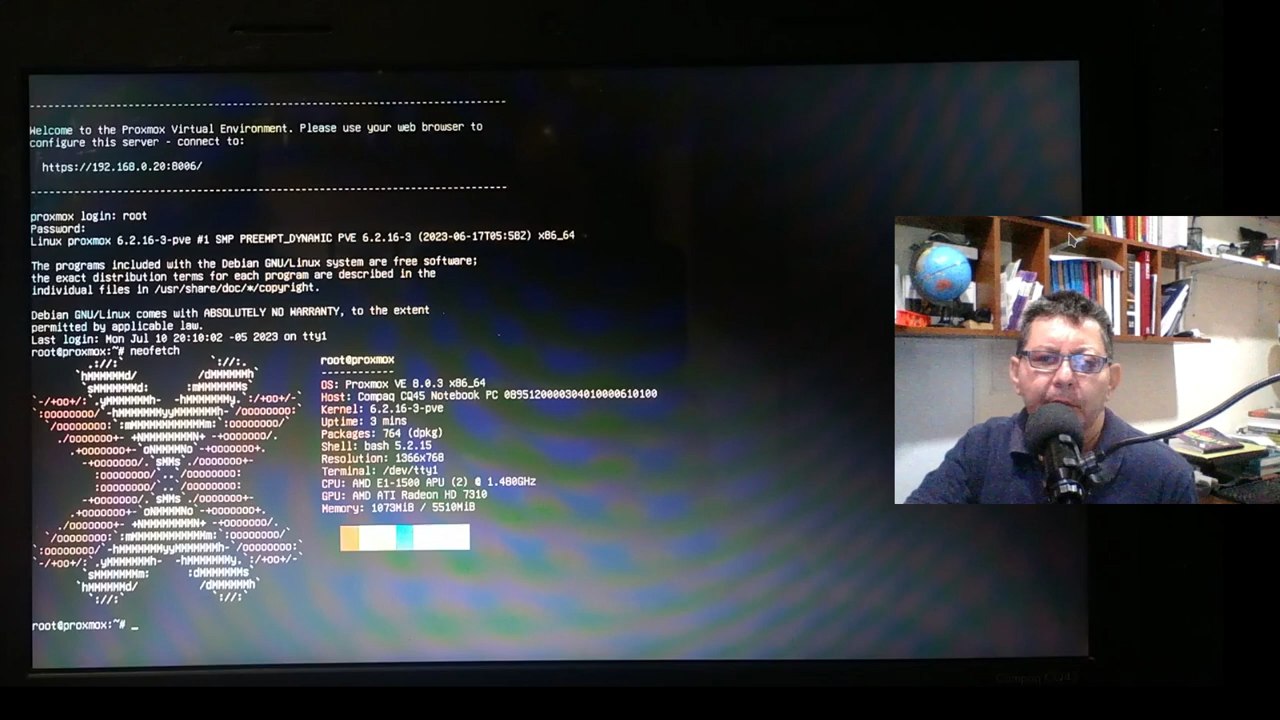 --------------------------------------------------------------------------------
Welcome to the Proxmox Virtual Environment. Please use your web browser to
configure this server - connect to:
https://192.168.0.20:8006/
--------------------------------------------------------------------------------
proxmox login: root
Password:
Linux proxmox 6.2.16-3-pve #1 SMP PREEMPT_DYNAMIC PVE 6.2.16-3 (2023-06-17T05:58Z) x86_64
The programs included with the Debian GNU/Linux system are free software;
the exact distribution terms for each program are described in the
individual files in /usr/share/doc/*/copyright.
Debian GNU/Linux comes with ABSOLUTELY NO WARRANTY, to the extent
permitted by applicable law.
Last login: Mon Jul 10 20:10:02 -05 2023 on tty1
root@proxmox:~# neofetch
root@proxmox
------------
OS: Proxmox VE 8.0.3 x86_64
Host: Compaq CQ45 Notebook PC 0895120000304010000610100
Kernel: 6.2.16-3-pve
Uptime: 3 mins
Packages: 764 (dpkg)
Shell: bash 5.2.15
Resolution: 1366x768
Terminal: /dev/tty1
CPU: AMD E1-1500 APU (2) @ 1.480GHz
GPU: AMD ATI Radeon HD 7310
Memory: 1073MiB / 5510MiB
root@proxmox:~# _